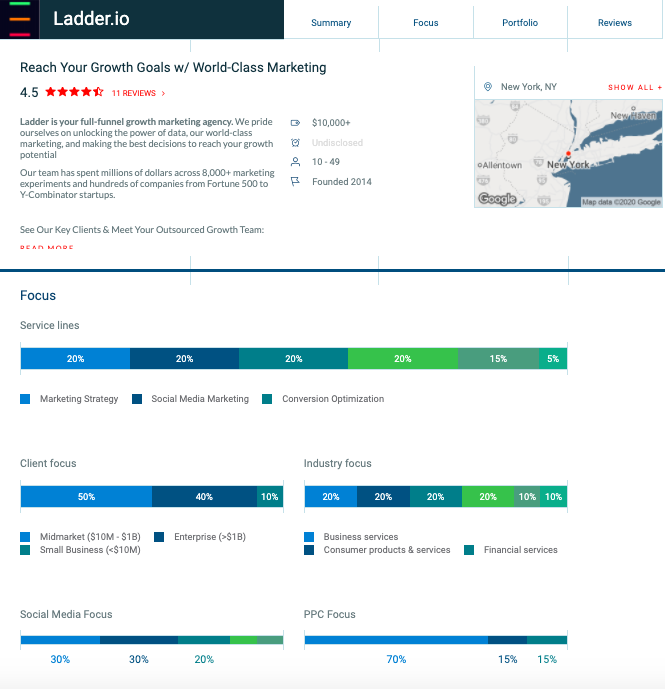 Ladder.io
Summary
Focus
Portfolio
Reviews
Reach Your Growth Goals w/ World-Class Marketing
4.5 11 REVIEWS >
Ladder is your full-funnel growth marketing agency. We pride
ourselves on unlocking the power of data, our world-class
marketing, and making the best decisions to reach your growth
potential
Our team has spent millions of dollars across 8,000+ marketing
experiments and hundreds of companies from Fortune 500 to
Y-Combinator startups.
See Our Key Clients & Meet Your Outsourced Growth Team:
READ MORE
$10,000+
Undisclosed
10 - 49
Founded 2014
New York, NY
SHOW ALL +
New Haven
Allentown
New York
Google
Map data ©2020 Google
Focus
Service lines
20% 20% 20% 20% 15% 5%
Marketing Strategy Social Media Marketing Conversion Optimization
Client focus
50% 40% 10%
Midmarket ($10M - $1B) Enterprise (>$1B)
Small Business (<$10M)
Industry focus
20% 20% 20% 20% 10% 10%
Business services
Consumer products & services Financial services
Social Media Focus
30% 30% 20%
PPC Focus
70% 15% 15%